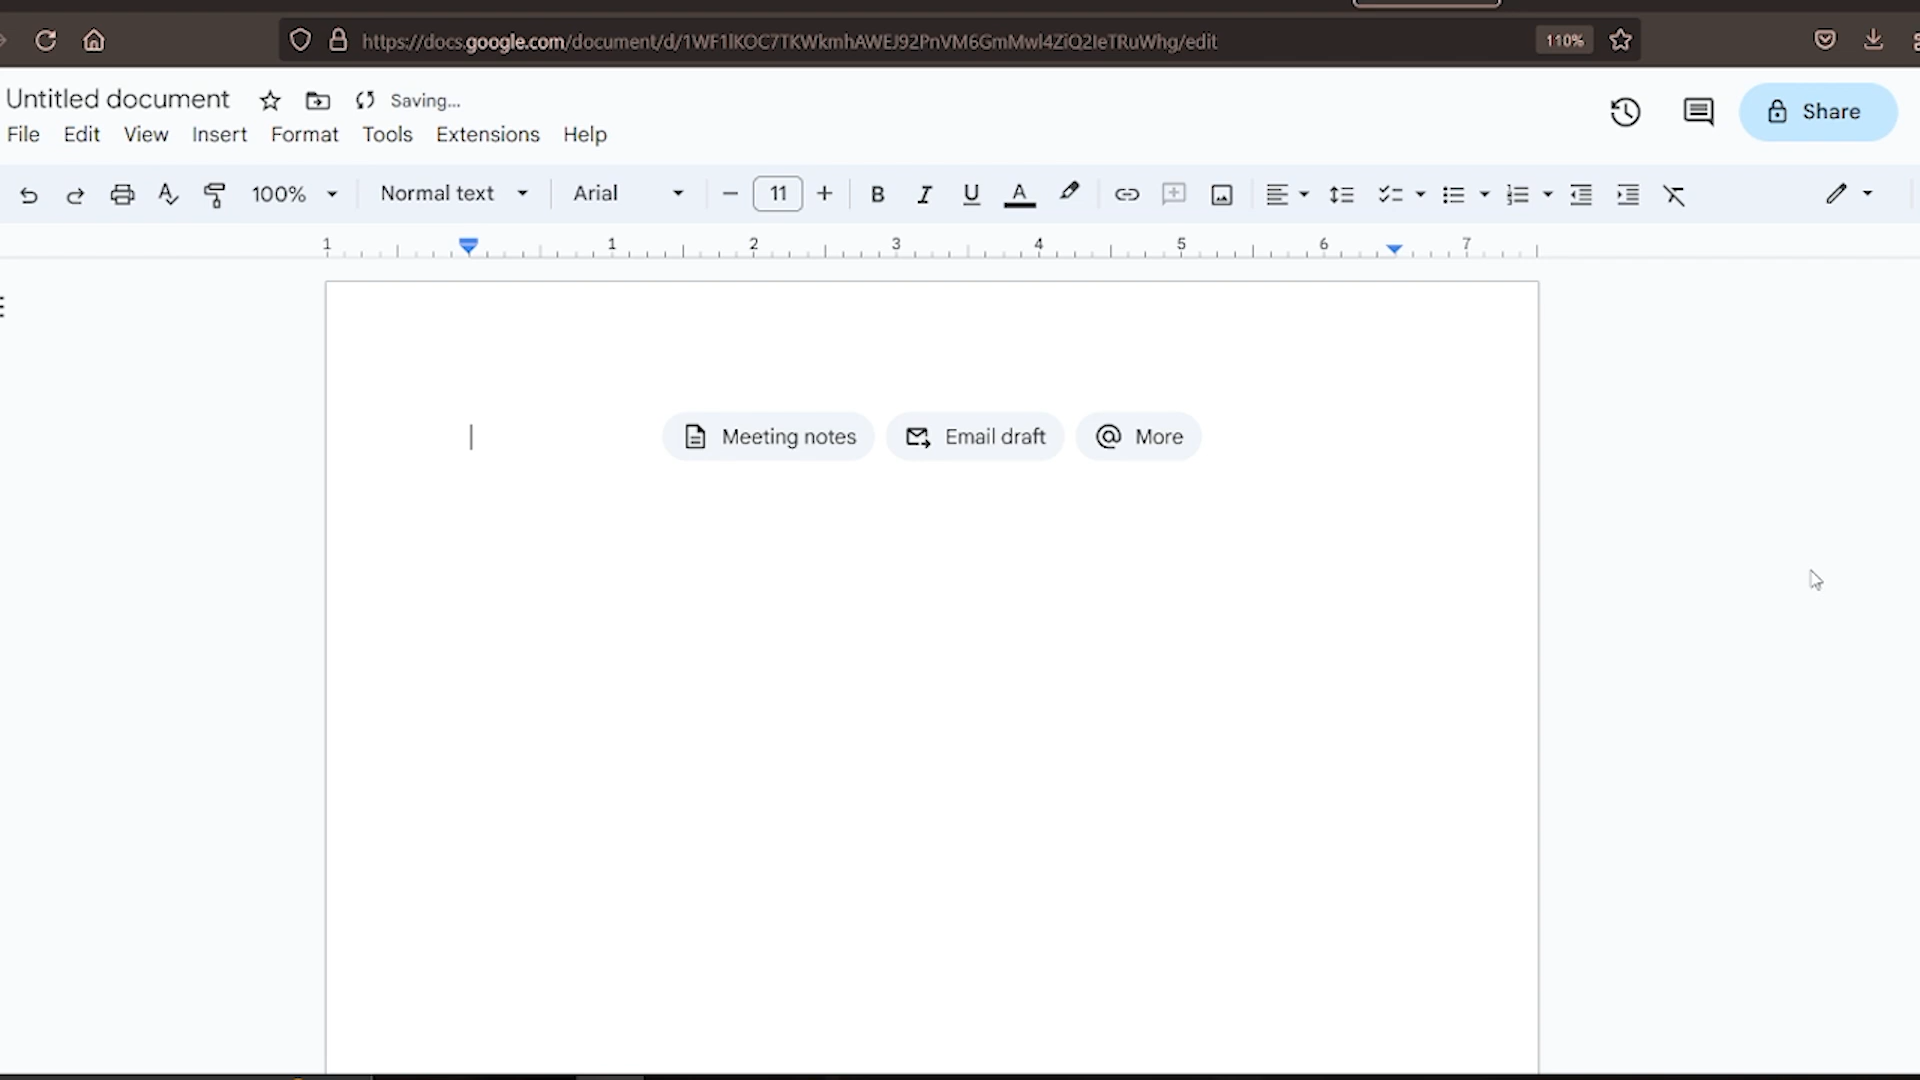 https://docs.google.com/document/d/1WF1lKOC7TKWkmhAWEJ92PnVM6GmMwl4ZiQ2IeTRuWhg/edit
110%
Untitled document
Saving...
File Edit View Insert Format Tools Extensions Help
Share
100% Normal text Arial 11 B I U A
1 1 2 3 4 5 6 7
Meeting notes Email draft More